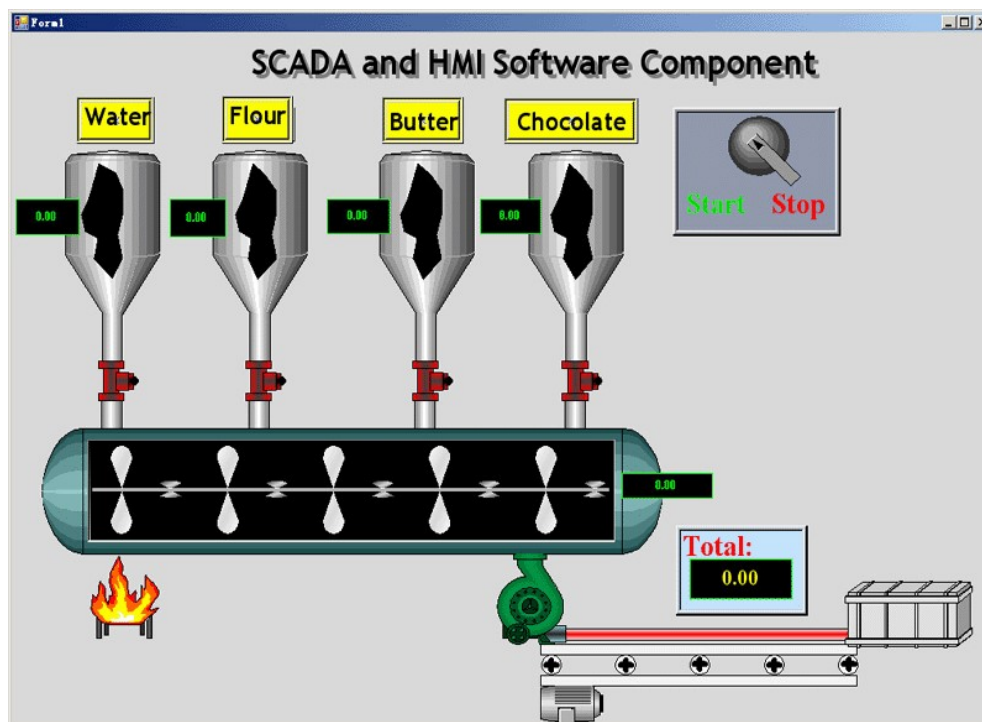 Form1
SCADA and HMI Software Component
Water
Flour
Butter
Chocolate
0.00
0.00
0.00
0.00
Start Stop
0.00
Total:
0.00